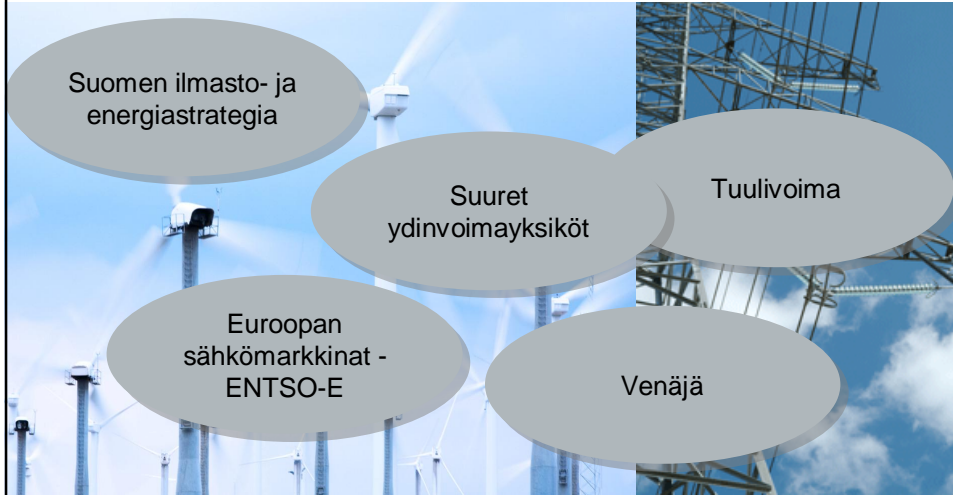 Suomen ilmasto- ja
energiastrategia
Suuret
ydinvoimayksiköt
Tuulivoima
Euroopan
sähkömarkkinat -
ENTSO-E
Venäjä